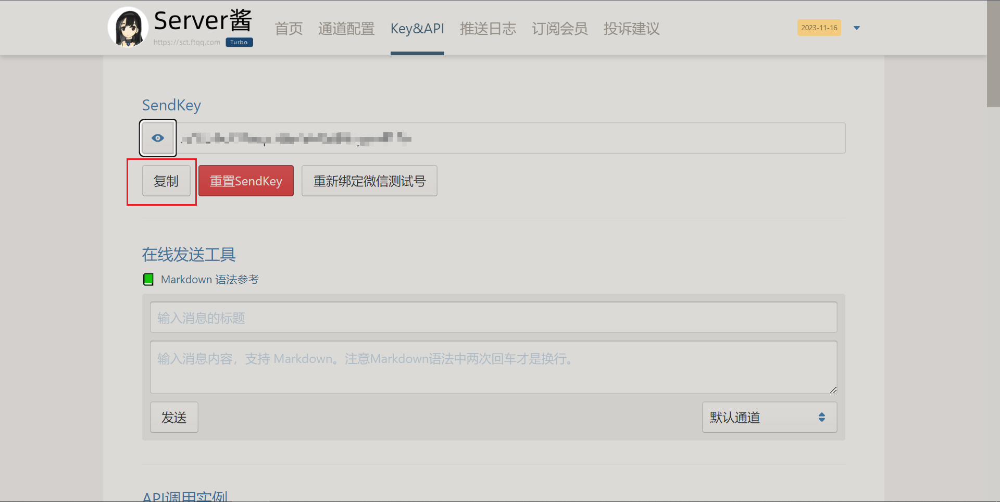 Server酱
https://sct.ftqq.com Turbo
首页 通道配置 Key&API 推送日志 订阅会员 投诉建议 2023-11-16
SendKey
复制 重置SendKey 重新绑定微信测试号
在线发送工具
Markdown 语法参考
输入消息的标题
输入消息内容，支持 Markdown。注意Markdown语法中两次回车才是换行。
发送 默认通道
API调用实例